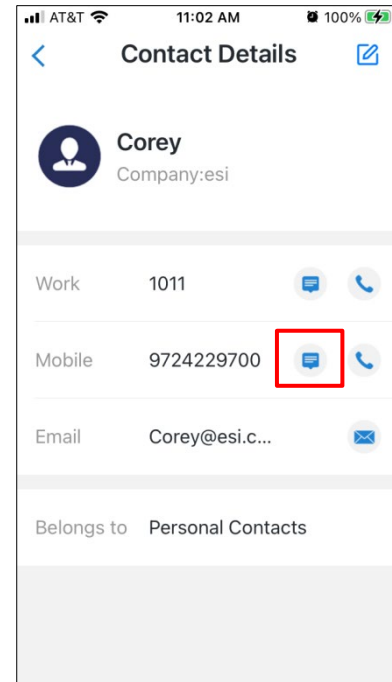 AT&T 11:02 AM 100%
Contact Details
Corey
Company:esi
Work 1011
Mobile 9724229700
Email Corey@esi.c...
Belongs to Personal Contacts